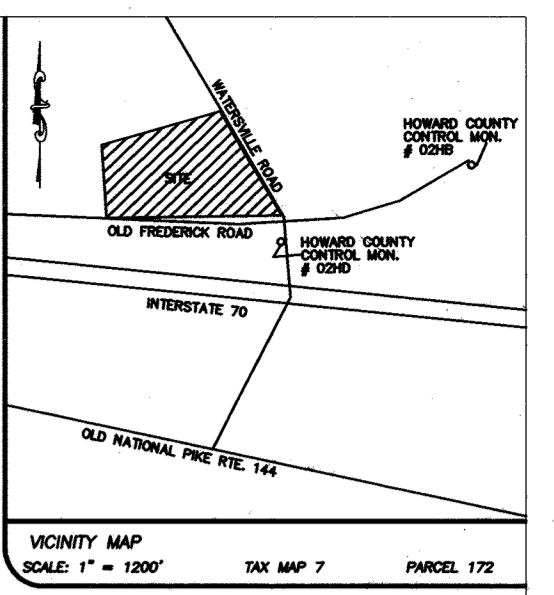 WATERSVILLE ROAD
HOWARD COUNTY
CONTROL MON.
# 02HB
SITE
OLD FREDERICK ROAD
HOWARD COUNTY
CONTROL MON.
# 02HD
INTERSTATE 70
OLD NATIONAL PIKE RTE. 144
VICINITY MAP
SCALE: 1" = 1200' TAX MAP 7 PARCEL 172